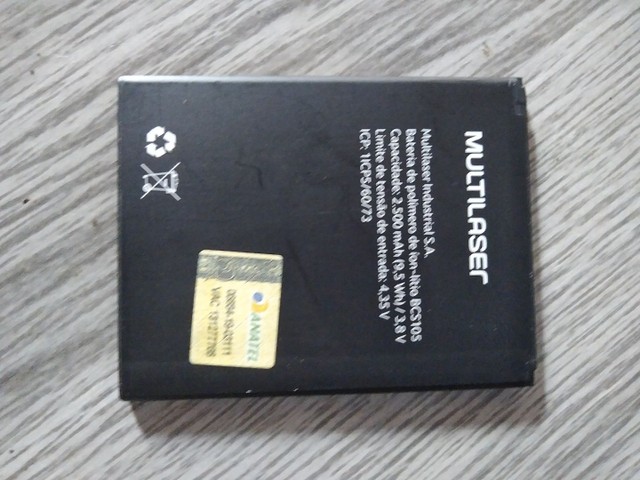 MULTILASER
Multilaser Industrial S.A.
Bateria de polímero de íon-lítio BCS105
Capacidade: 2.500 mAh (9,5 Wh) / 3,8 V
Limite de tensão de entrada: 4,35 V
ICP: 1ICP5/60/73
ANATEL